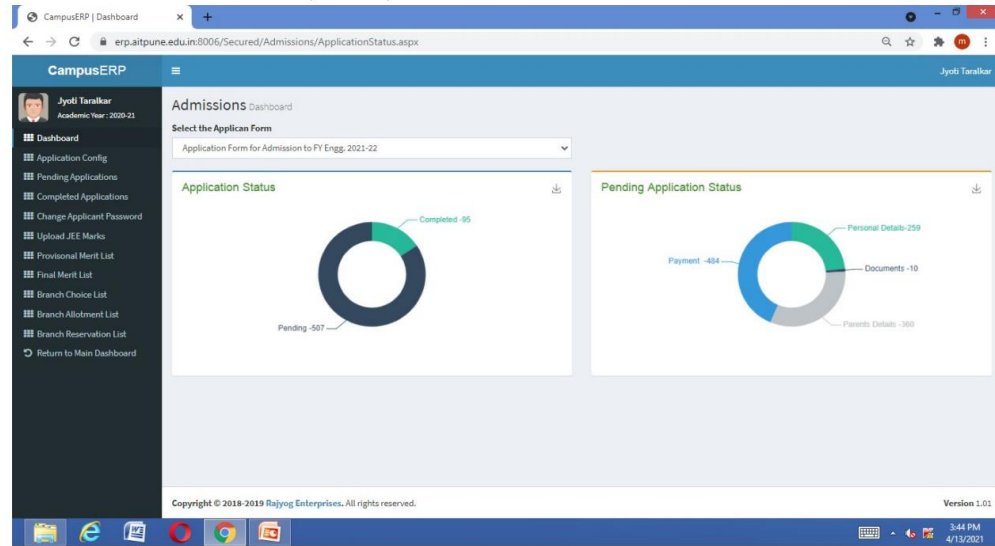 CampusERP | Dashboard
erp.aitpune.edu.in:8006/Secured/Admissions/ApplicationStatus.aspx
m
CampusERP
Jyoti Taralkar
Jyoti Taralkar
Academic Year : 2020-21
Dashboard
Application Config
Pending Applications
Completed Applications
Change Applicant Password
Upload JEE Marks
Provisonal Merit List
Final Merit List
Branch Choice List
Branch Allotment List
Branch Reservation List
Return to Main Dashboard
Admissions Dashboard
Select the Applican Form
Application Form for Admission to FY Engg. 2021-22
Application Status
Completed -95
Pending -507
Pending Application Status
Personal Details-259
Payment -484
Documents -10
Parents Details -360
Copyright © 2018-2019 Rajyog Enterprises. All rights reserved.
Version 1.01
3:44 PM
4/13/2021